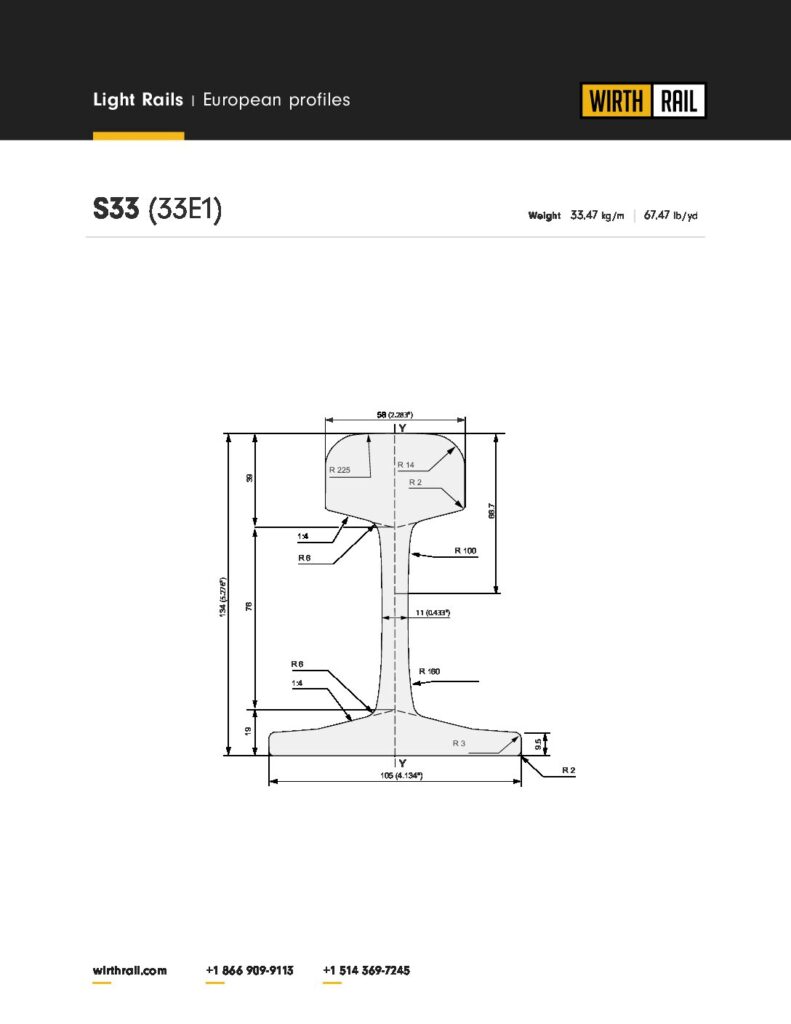 Light Rails | European profiles
WIRTH RAIL
S33 (33E1)
Weight 33,47 kg/m | 67,47 lb/yd
58 (2.283")
Y
R 225
R 14
R 2
39
66.7
1:4
R 6
R 100
134 (5.276")
76
11 (0.433")
R 6
1:4
R 160
19
R 3
9.5
Y
R 2
105 (4.134")
wirthrail.com
+1 866 909-9113
+1 514 369-7245